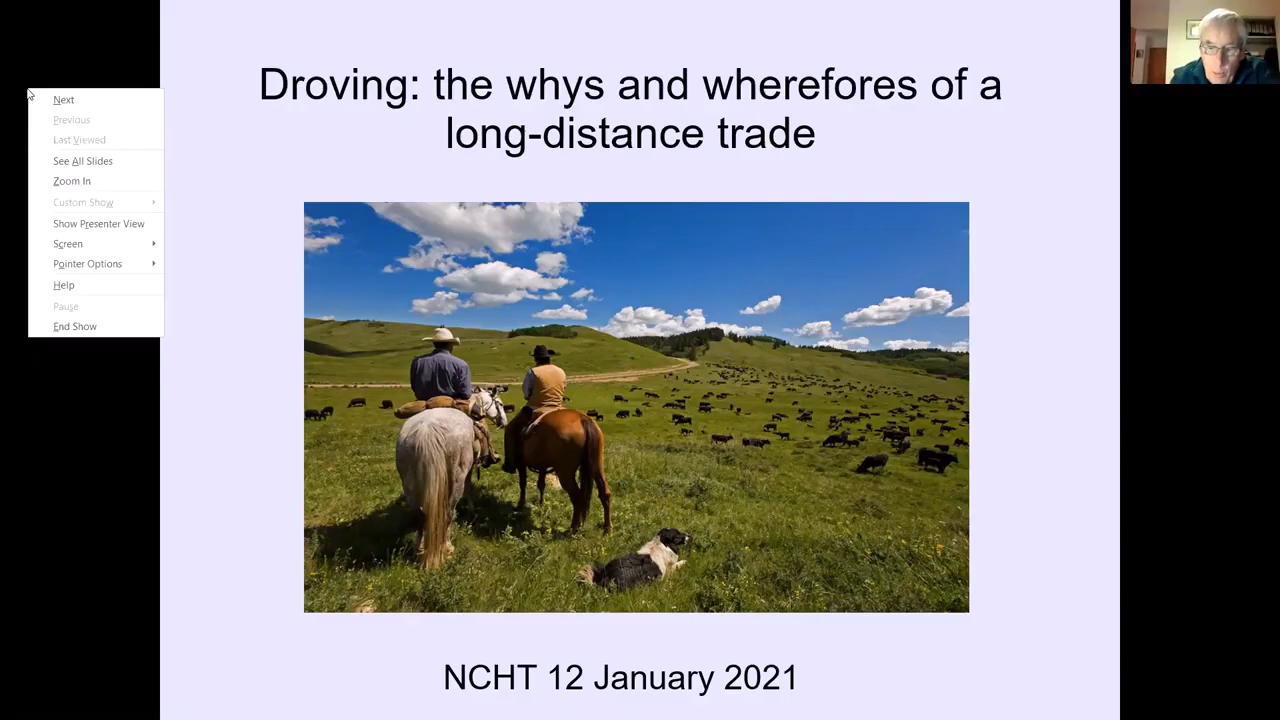 Droving: the whys and wherefores of a
long-distance trade
Next
Previous
Last Viewed
See All Slides
Zoom In
Custom Show
Show Presenter View
Screen
Pointer Options
Help
Pause
End Show
NCHT 12 January 2021